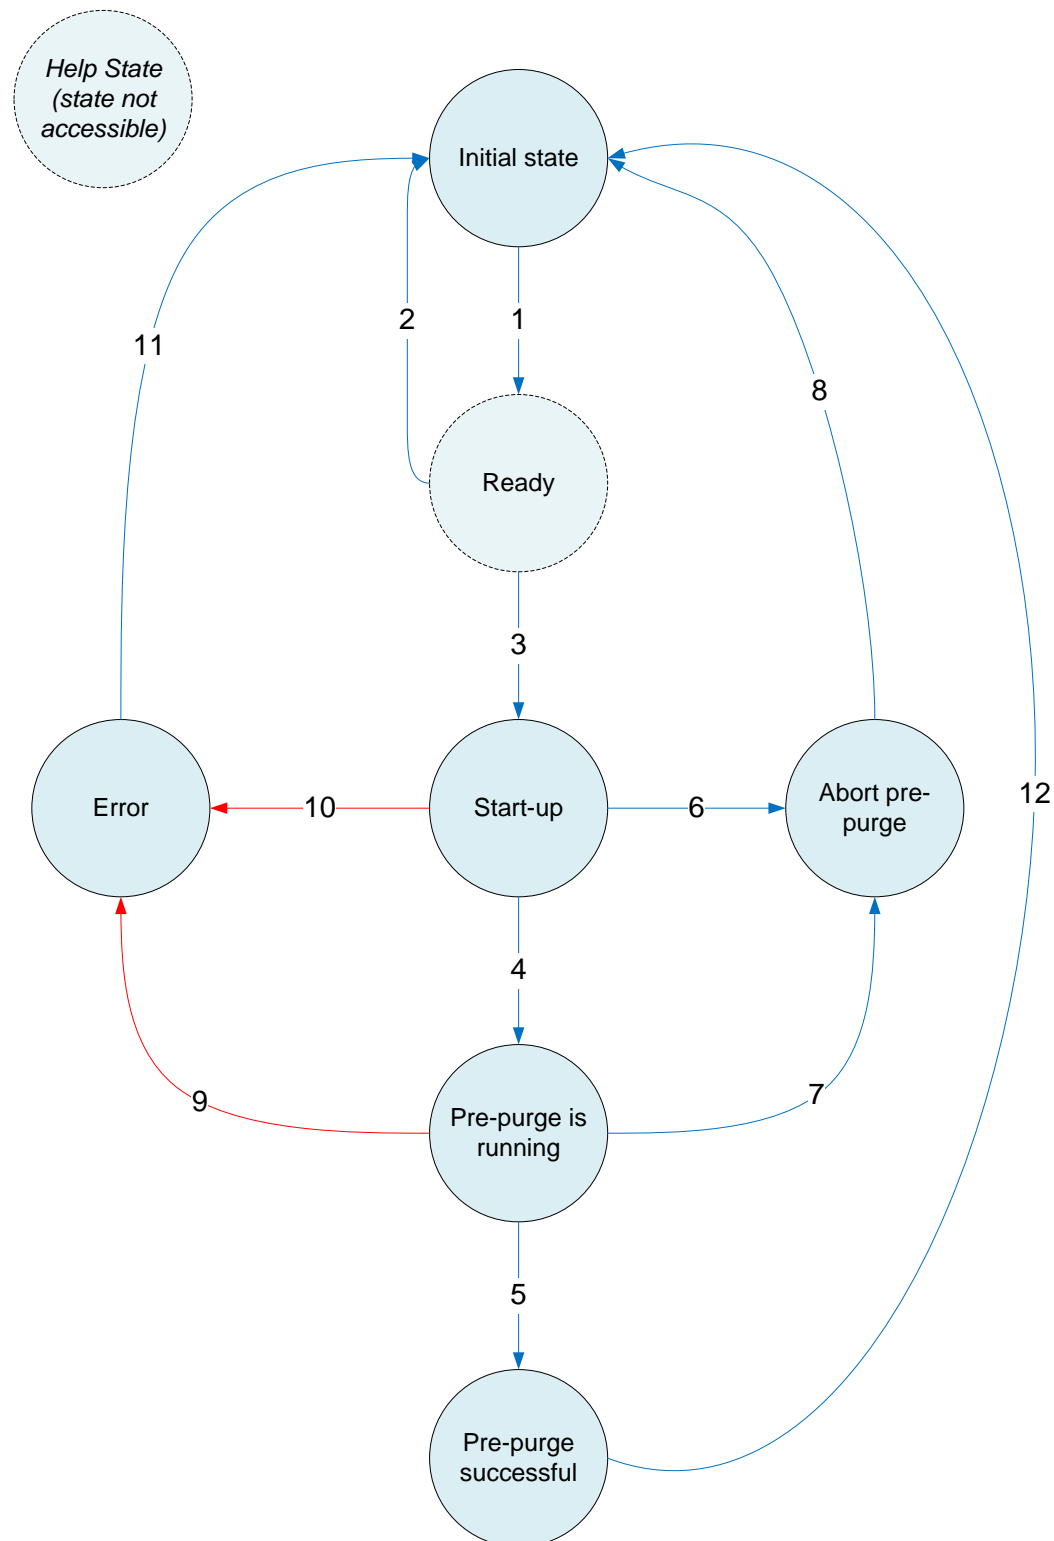 Help State
(state not
accessible)
Initial state
1
2
11
8
Ready
3
Error
10
Start-up
6
Abort pre-
purge
12
4
9
Pre-purge is
running
7
5
Pre-purge
successful